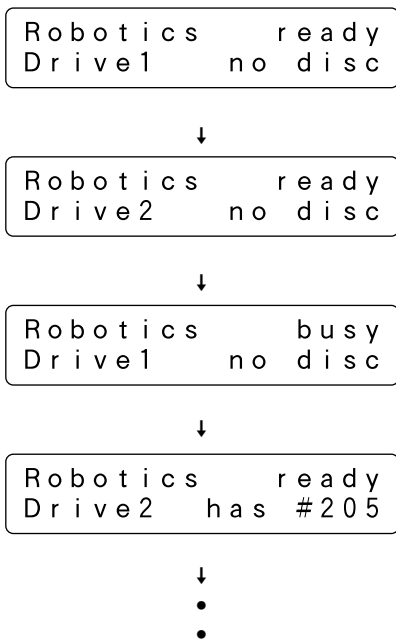 Robotics ready
Drive1 no disc
↓
Robotics ready
Drive2 no disc
↓
Robotics busy
Drive1 no disc
↓
Robotics ready
Drive2 has #205
↓
•
•